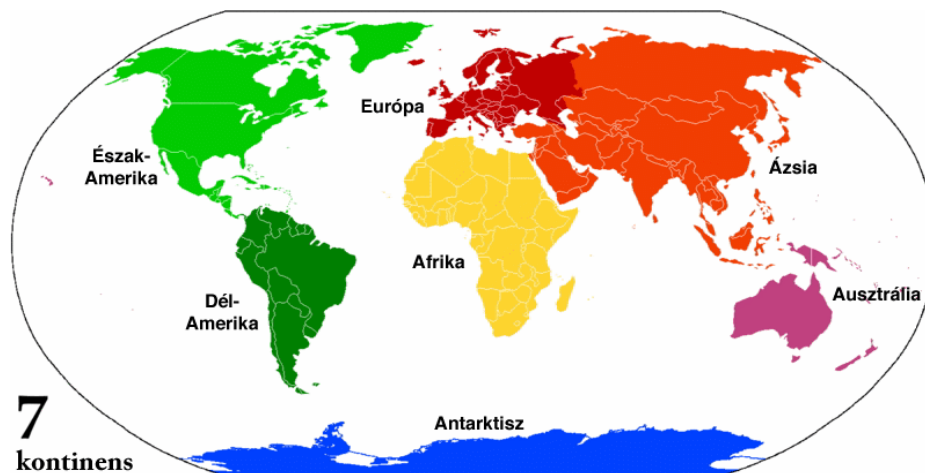 Európa
Észak-
Amerika
Ázsia
Afrika
Dél-
Amerika
Ausztrália
Antarktisz
7
kontinens